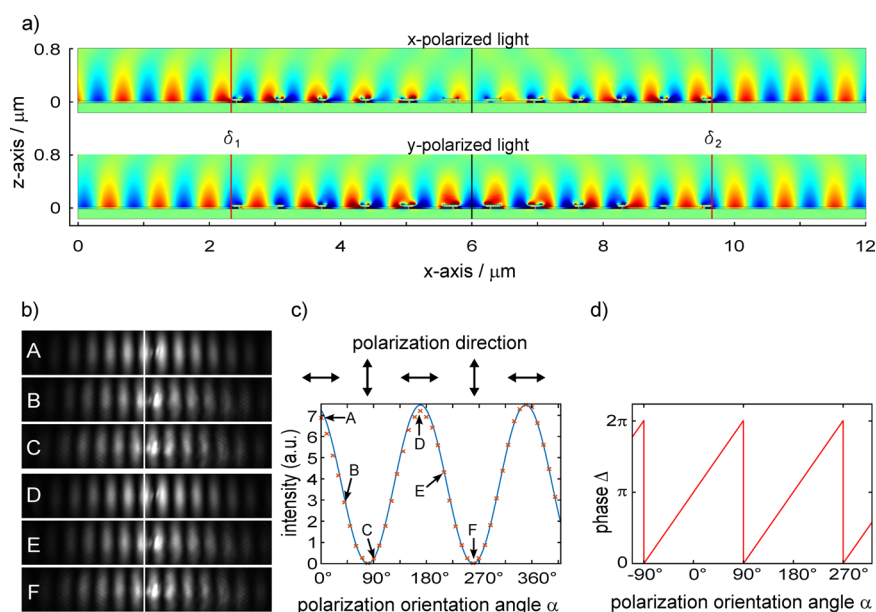 a)
x-polarized light
0.8
0
z-axis / μm
δ1
δ2
y-polarized light
0.8
0
0 2 4 6 8 10 12
x-axis / μm
b)
A
B
C
D
E
F
c)
polarization direction
7
6
5
4
3
2
1
0
intensity (a.u.)
A
B
C
D
E
F
0° 90° 180° 270° 360°
polarization orientation angle α
d)
2π
π
0
phase Δ
-90° 0° 90° 180° 270°
polarization orientation angle α